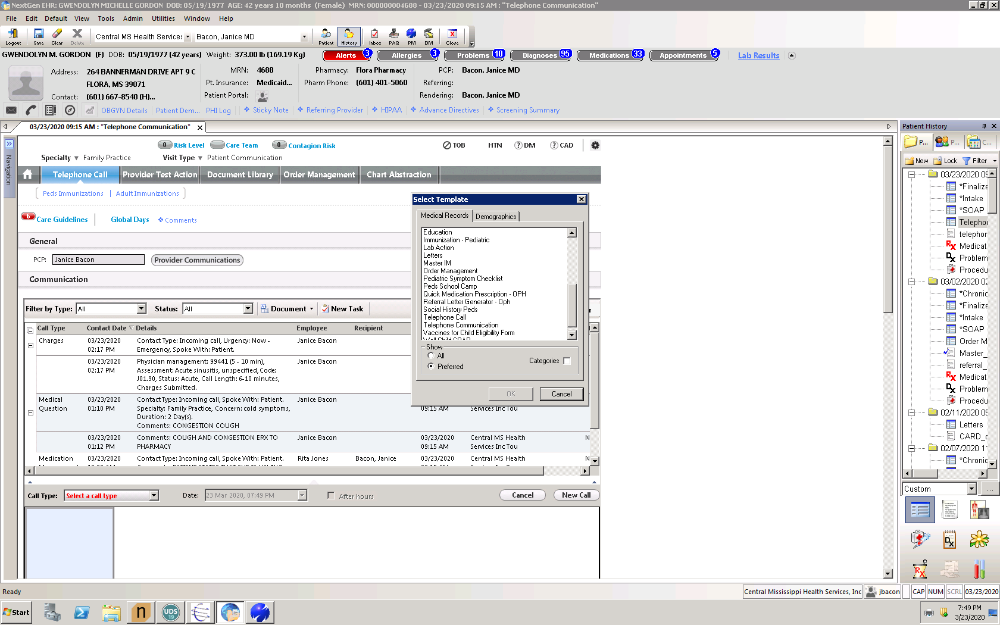 NextGen EHR: GWENDOLYN MICHELLE GORDON DOB: 05/19/1977 AGE: 42 years 10 months (Female) MRN: 000000004688 - 03/23/2020 09:15 AM : "Telephone Communication"
File Edit Default View Tools Admin Utilities Window Help
Central MS Health Services Bacon, Janice MD
Logout Save Clear Delete Patient History Inbox PAQ PM DM Close
GWENDOLYN M. GORDON (F) DOB: 05/19/1977 (42 years) Weight: 373.00 lb (169.19 Kg) Alerts 3 Allergies 3 Problems 10 Diagnoses 95 Medications 33 Appointments 5 Lab Results
Address: 264 BANNERMAN DRIVE APT 9 C MRN: 4688 Pharmacy: Flora Pharmacy PCP: Bacon, Janice MD
FLORA, MS 39071 Pt. Insurance: Medicaid... Pharm Phone: (601) 401-5060 Referring:
Contact: (601) 667-8540 (H)... Patient Portal: Rendering: Bacon, Janice MD
OBGYN Details Patient Dem... PHI Log Sticky Note Referring Provider HIPAA Advance Directives Screening Summary
03/23/2020 09:15 AM : "Telephone Communication"
Navigation
0 Risk Level Care Team 0 Contagion Risk TOB HTN DM CAD
Specialty Family Practice Visit Type Patient Communication
Telephone Call Provider Test Action Document Library Order Management Chart Abstraction
Peds Immunizations Adult Immunizations
6 Care Guidelines Global Days Comments
General
PCP: Janice Bacon Provider Communications
Communication
Filter by Type: All Status: All Document New Task
Call Type Contact Date Details Employee Recipient
Charges 03/23/2020 02:17 PM Contact Type: Incoming call, Urgency: Now - Janice Bacon
Emergency, Spoke With: Patient.
03/23/2020 02:17 PM Physician management: 99441 (5 - 10 min), Janice Bacon
Assessment: Acute sinusitis, unspecified, Code:
J01.90, Status: Acute, Call Length: 6-10 minutes,
Charges Submitted.
Medical Question 03/23/2020 01:10 PM Contact Type: Incoming call, Spoke With: Patient. Janice Bacon
Specialty: Family Practice, Concern: cold symptoms, 09:15 AM Services Inc Tou
Duration: 2 Day(s).
Comments: CONGESTION COUGH
03/23/2020 Comments: COUGH AND CONGESTION ERX TO Janice Bacon 03/23/2020 Central MS Health N
01:12 PM PHARMACY 09:15 AM Services Inc Tou
Medication 03/23/2020 Contact Type: Incoming call, Spoke With: Patient. Rita Jones Bacon, Janice 03/23/2020 Central MS Health N
Call Type: Select a call type Date: 23 Mar 2020, 07:49 PM After hours Cancel New Call
Select Template
Medical Records Demographics
Education
Immunization - Pediatric
Lab Action
Letters
Master IM
Order Management
Pediatric Symptom Checklist
Peds School Camp
Quick Medication Prescription - OPH
Referral Letter Generator - Oph
Social History Peds
Telephone Call
Telephone Communication
Vaccines for Child Eligibility Form
Well Child SOAP
Show
All
Preferred
Categories
OK Cancel
Patient History
P... P... C...
New Lock Filter
03/23/2020 09
*Finalize
*Intake
*SOAP
Telephor
telephor
Medicat
Problem
Procedu
03/02/2020 02
*Chronic
*Finalize
*Intake
*SOAP
Order M
Master_
referral_
Medicat
Problem
Procedu
02/11/2020 09
Letters
CARD_c
02/07/2020 11
*Chronic
Custom ...
Ready Central Mississippi Health Services, Inc jbacon CAP NUM SCRL 03/23/2020
Start n UDS 19 7:49 PM
3/23/2020